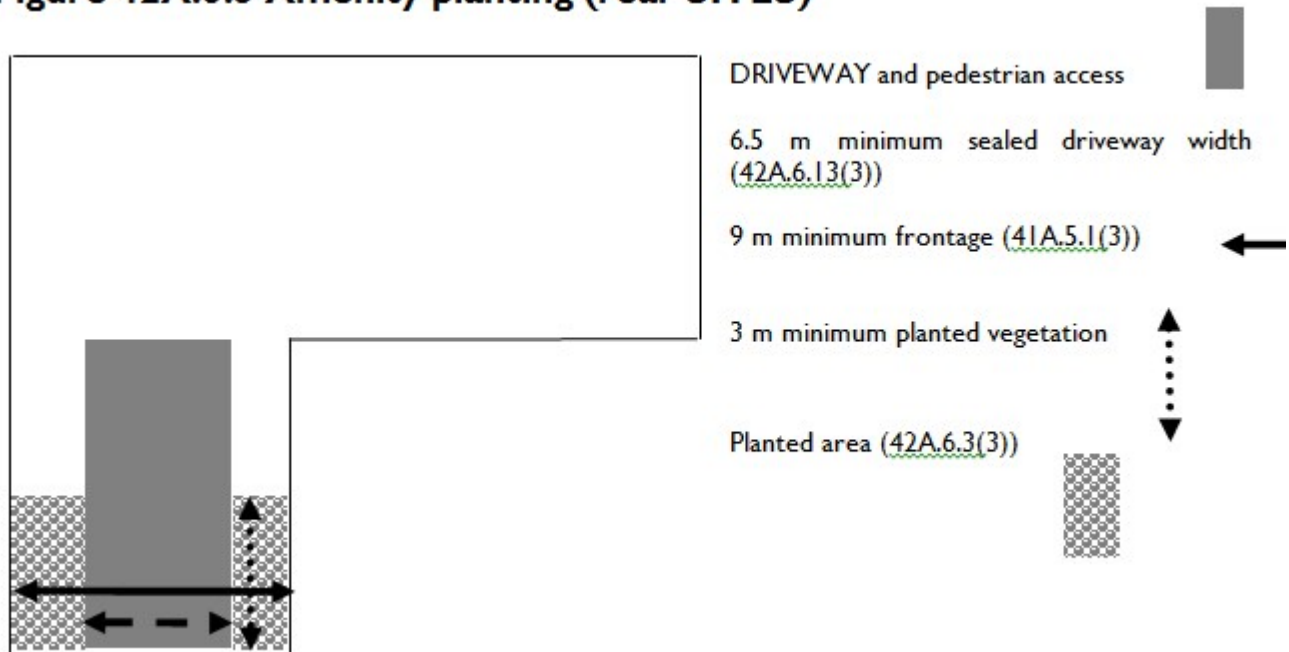 DRIVEWAY and pedestrian access
6.5 m minimum sealed driveway width
(42A.6.13(3))
9 m minimum frontage (41A.5.1(3))
3 m minimum planted vegetation
Planted area (42A.6.3(3))